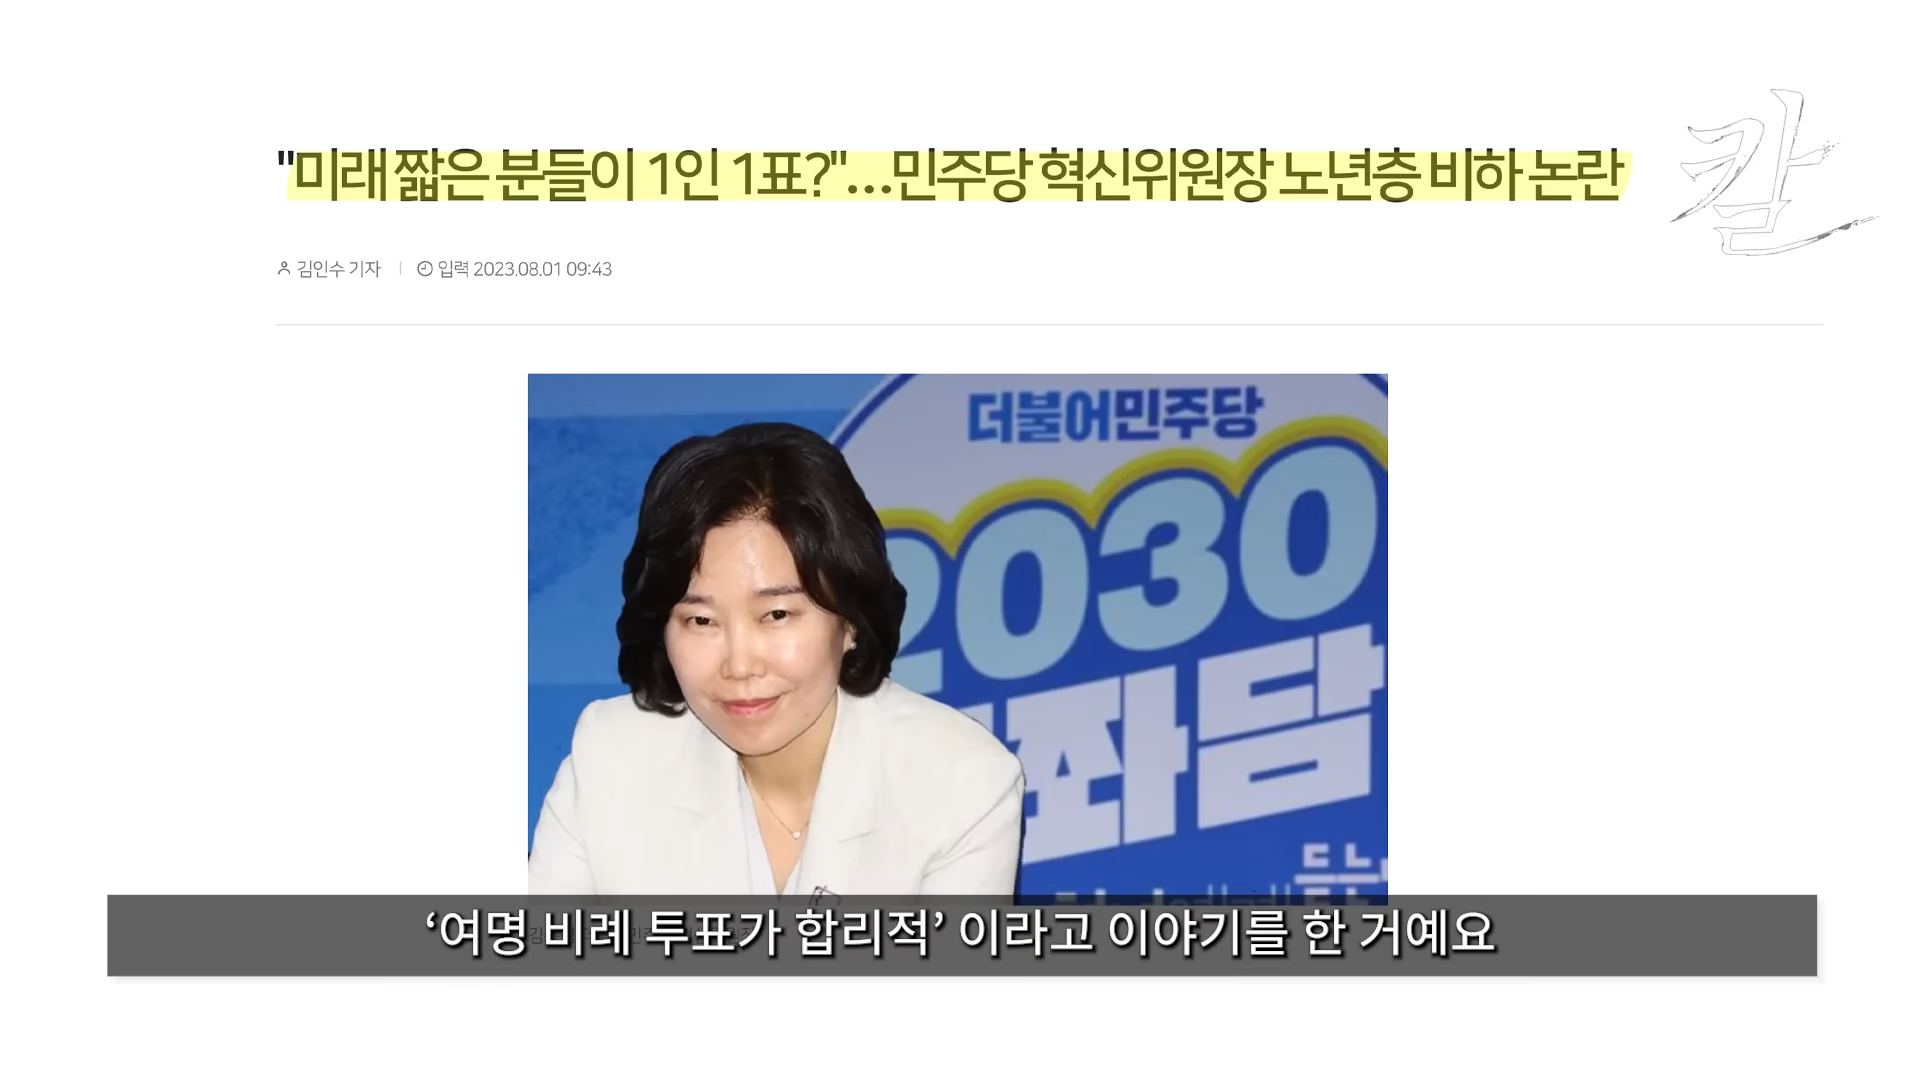 "미래 짧은 분들이 1인 1표?"…민주당 혁신위원장 노년층 비하 논란
칼
김인수 기자 | 입력 2023.08.01 09:43
더불어민주당
2030
좌담
‘여명 비례 투표가 합리적’ 이라고 이야기를 한 거예요